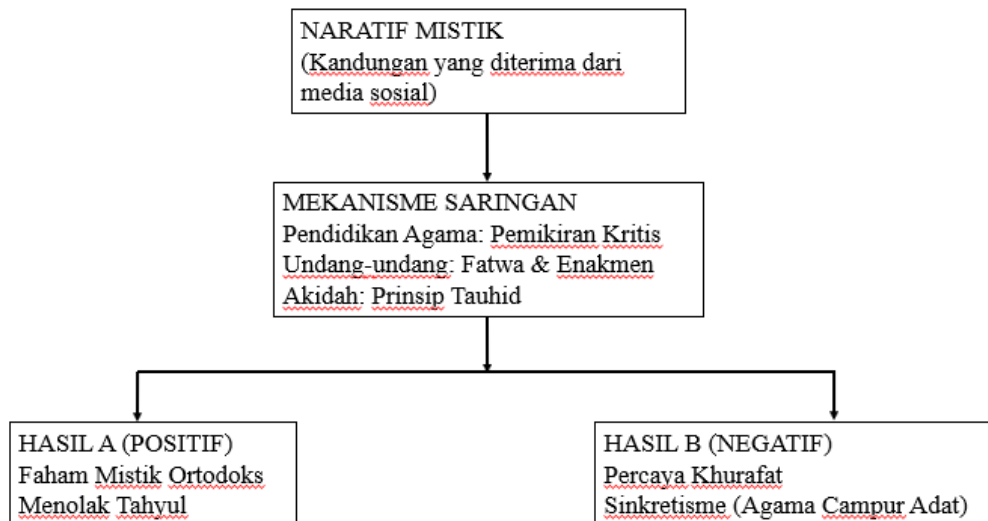 NARATIF MISTIK
(Kandungan yang diterima dari
media sosial)
MEKANISME SARINGAN
Pendidikan Agama: Pemikiran Kritis
Undang-undang: Fatwa & Enakmen
Akidah: Prinsip Tauhid
HASIL A (POSITIF)
Faham Mistik Ortodoks
Menolak Tahyul
HASIL B (NEGATIF)
Percaya Khurafat
Sinkretisme (Agama Campur Adat)